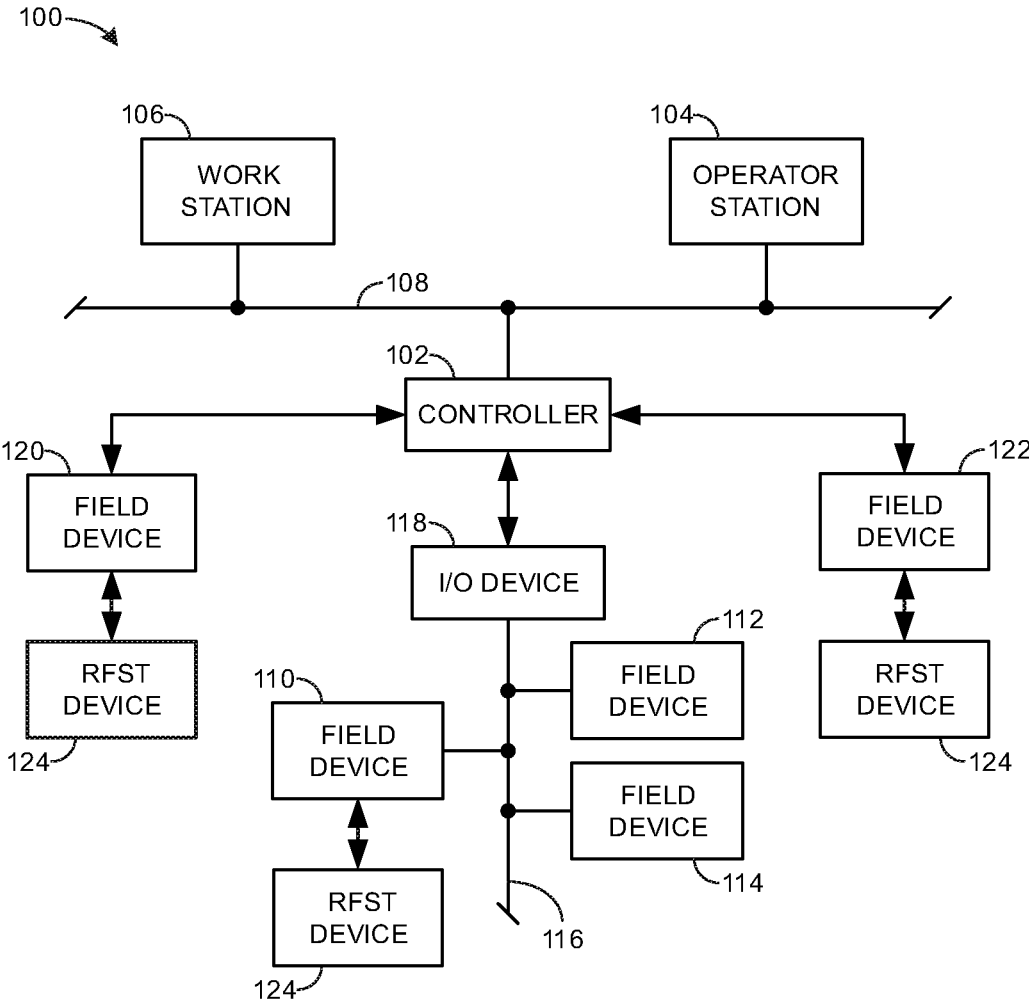 100
106
WORK
STATION
104
OPERATOR
STATION
108
102
CONTROLLER
120
FIELD
DEVICE
122
FIELD
DEVICE
118
I/O DEVICE
RFST
DEVICE
124
112
FIELD
DEVICE
RFST
DEVICE
124
110
FIELD
DEVICE
FIELD
DEVICE
114
RFST
DEVICE
124
116